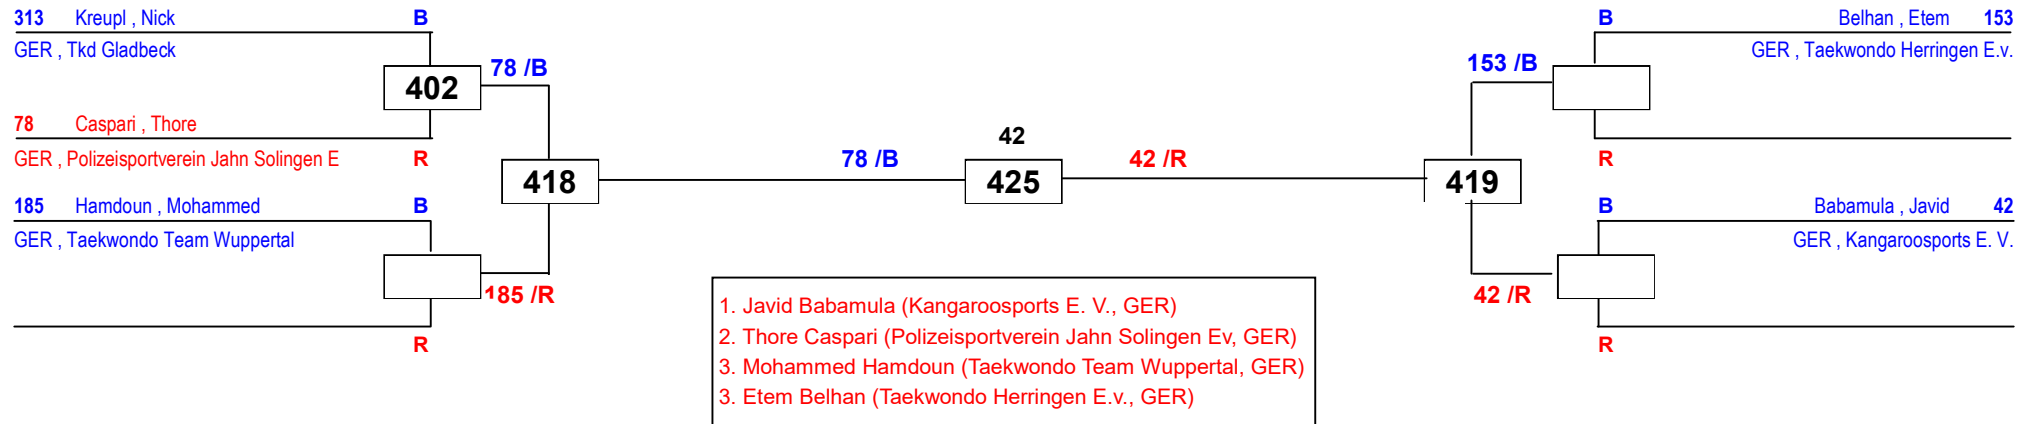 313 Kreupl , Nick B
GER , Tkd Gladbeck
402
78 /B
78 Caspari , Thore
GER , Polizeisportverein Jahn Solingen E R
418
185 Hamdoun , Mohammed B
GER , Taekwondo Team Wuppertal
185 /R
R
78 /B
42
425
42 /R
B Belhan , Etem 153
GER , Taekwondo Herringen E.v.
153 /B
R
419
B Babamula , Javid 42
GER , Kangaroosports E. V.
42 /R
R
1. Javid Babamula (Kangaroosports E. V., GER)
2. Thore Caspari (Polizeisportverein Jahn Solingen Ev, GER)
3. Mohammed Hamdoun (Taekwondo Team Wuppertal, GER)
3. Etem Belhan (Taekwondo Herringen E.v., GER)